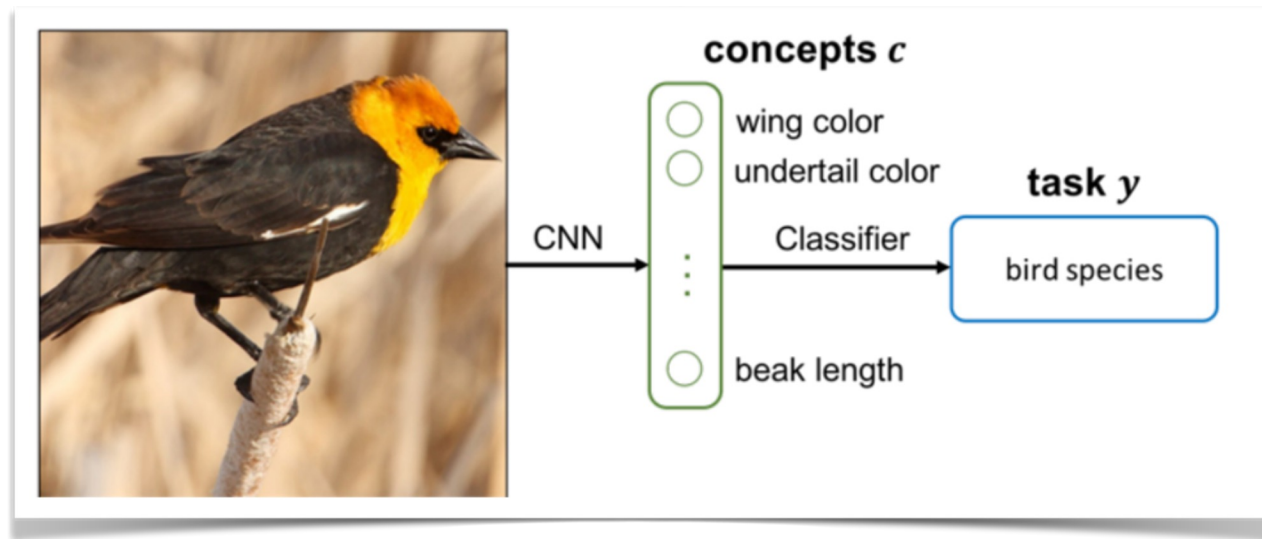 concepts c
wing color
undertail color
task y
CNN
Classifier
bird species
⋮
beak length